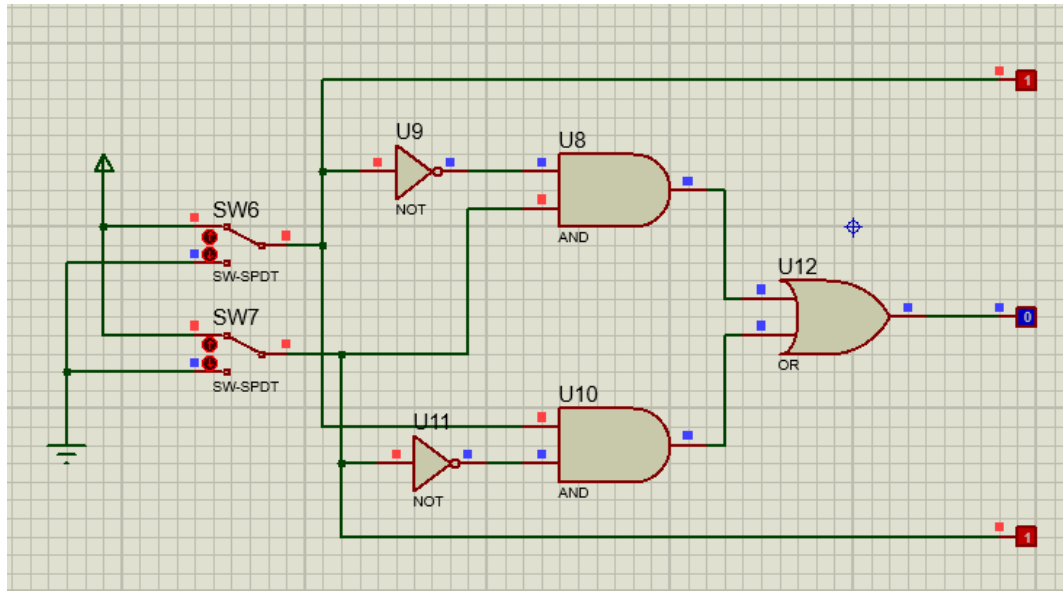 1
U9
NOT
U8
AND
SW6
SW-SPDT
U12
OR
0
SW7
SW-SPDT
U10
AND
U11
NOT
1